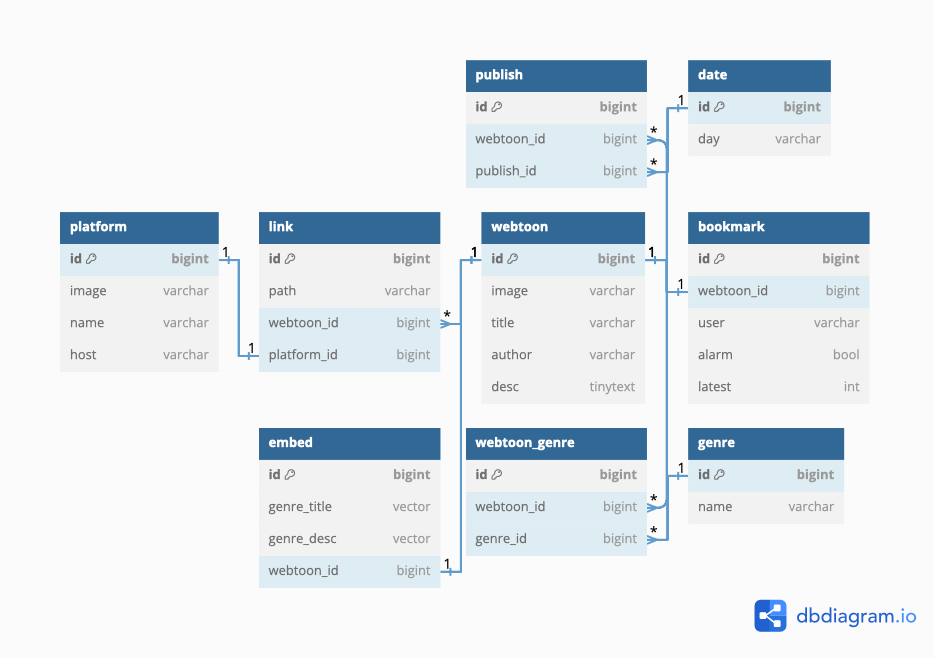 publish
id bigint
webtoon_id bigint
publish_id bigint
date
id bigint
day varchar
platform
id bigint
image varchar
name varchar
host varchar
link
id bigint
path varchar
webtoon_id bigint
platform_id bigint
webtoon
id bigint
image varchar
title varchar
author varchar
desc tinytext
bookmark
id bigint
webtoon_id bigint
user varchar
alarm bool
latest int
embed
id bigint
genre_title vector
genre_desc vector
webtoon_id bigint
webtoon_genre
id bigint
webtoon_id bigint
genre_id bigint
genre
id bigint
name varchar
1
*
*
1
1
1
1
*
1
1
1
*
*
dbdiagram.io